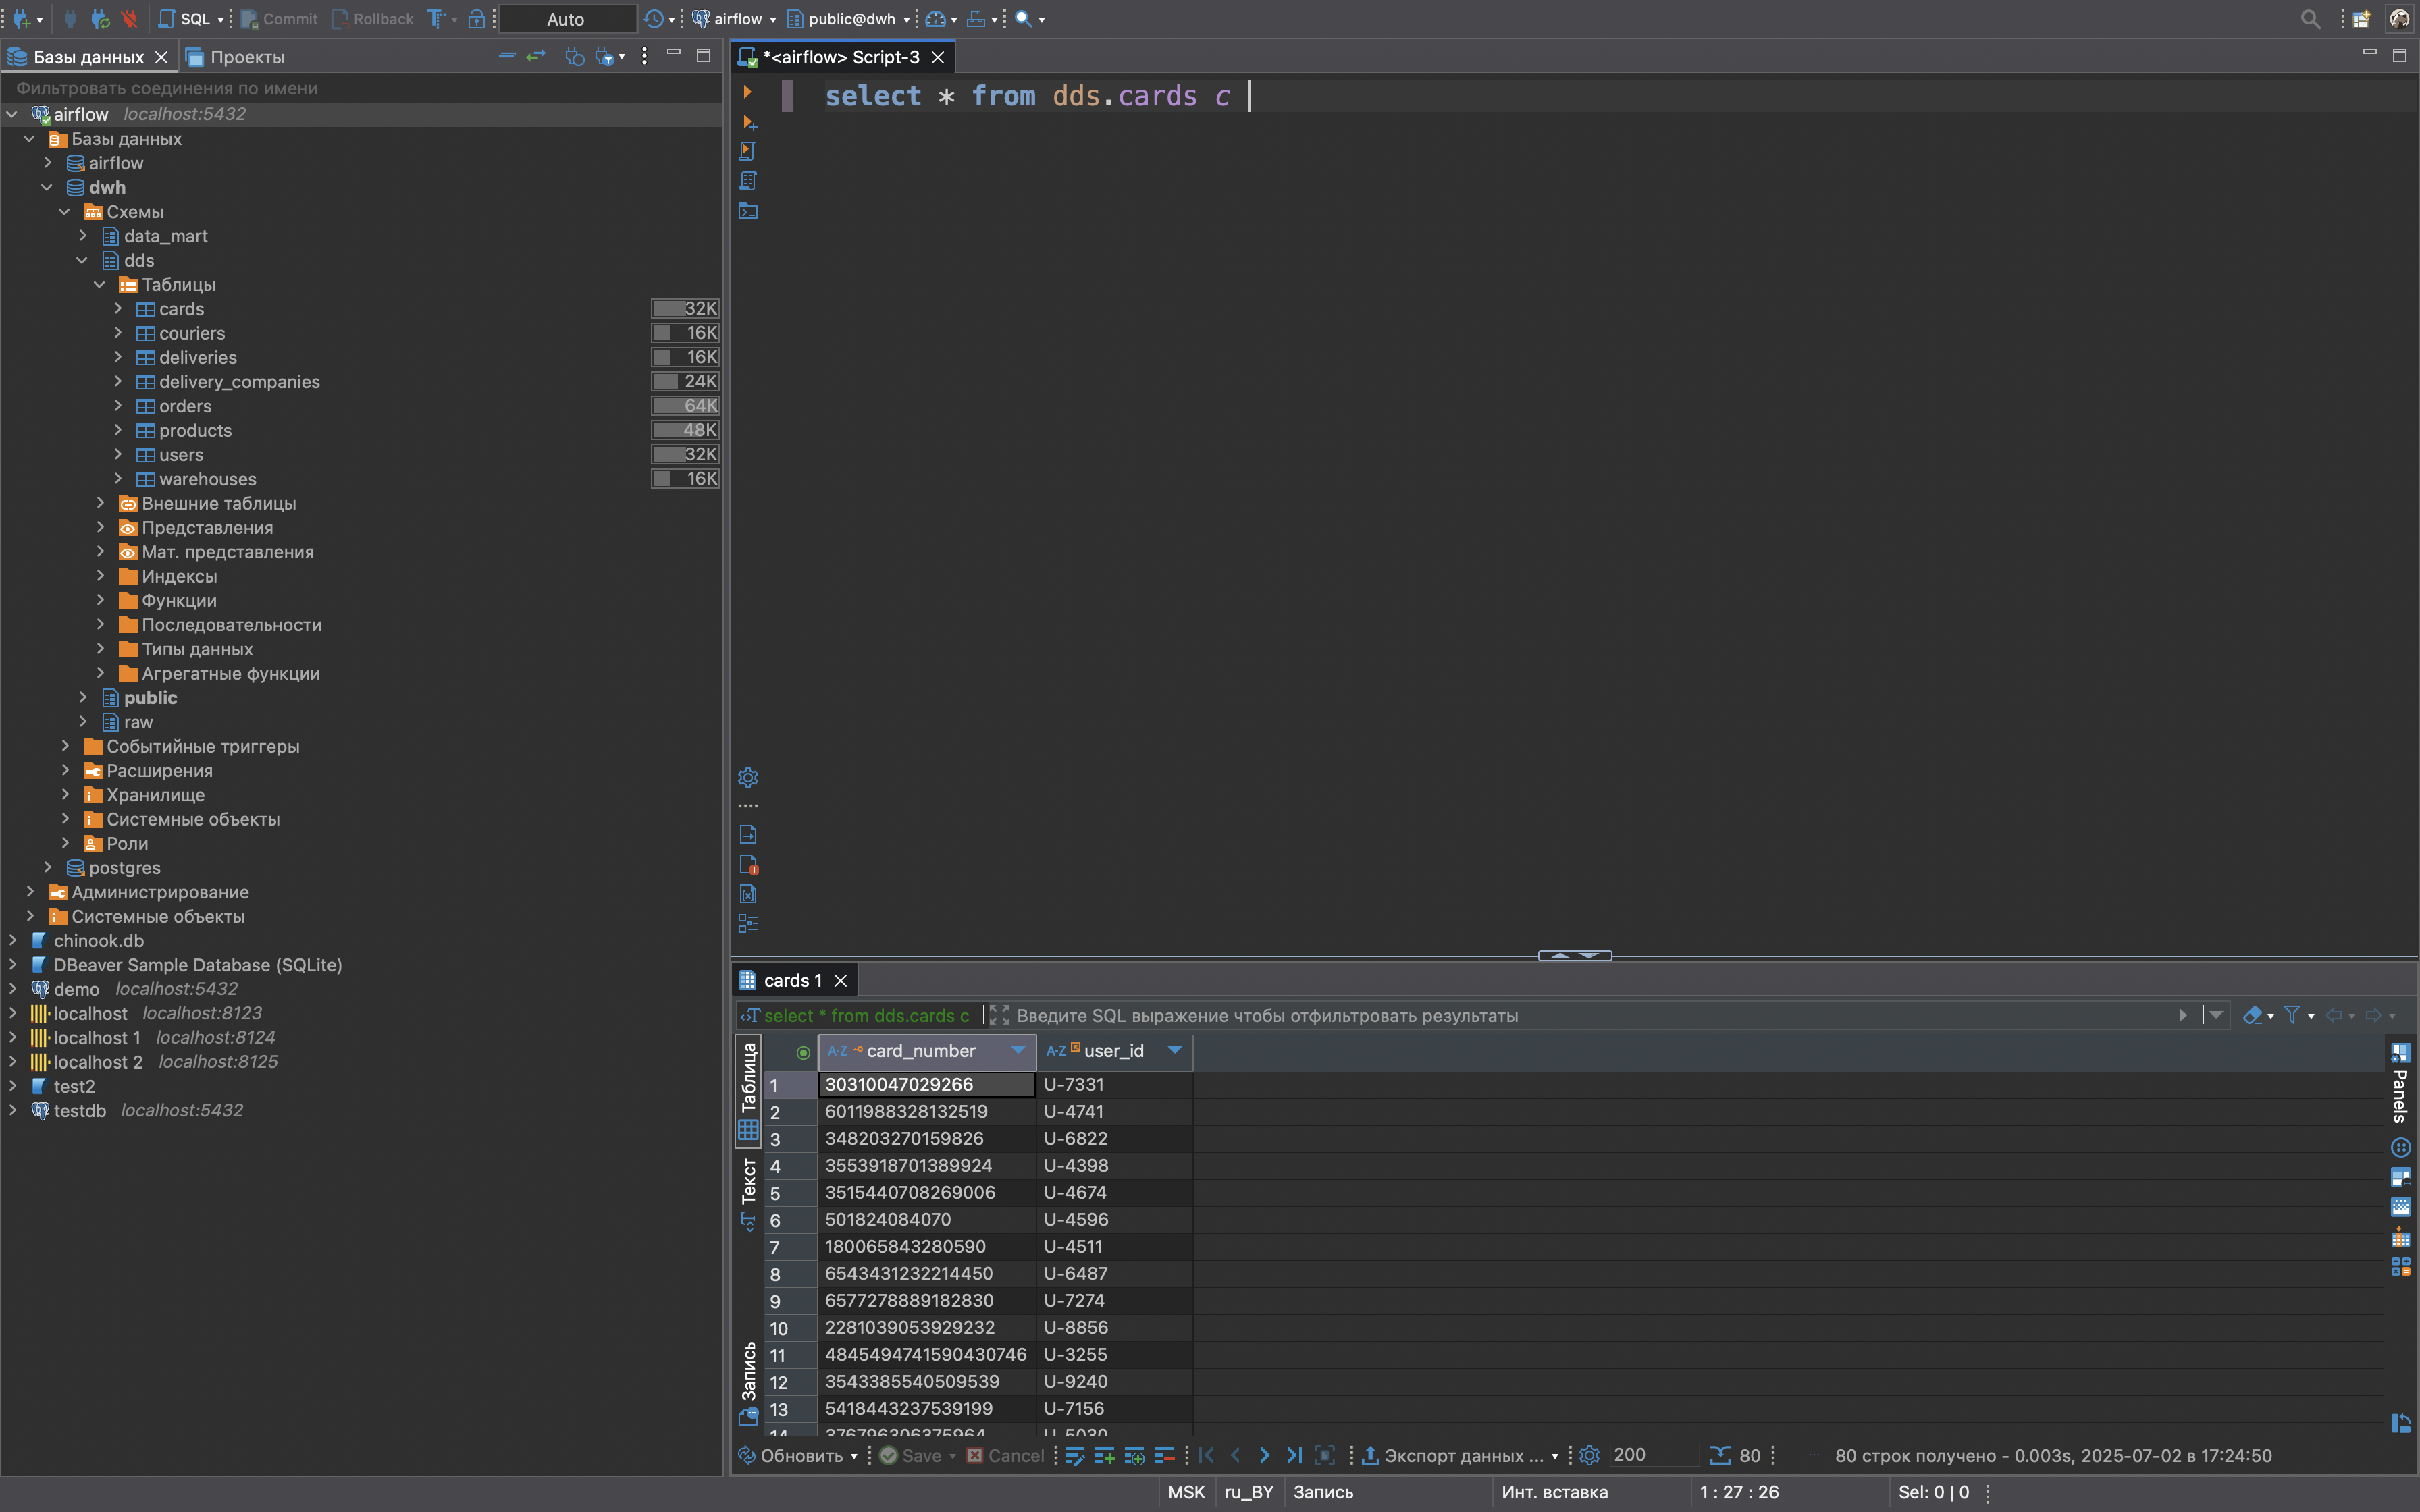 SQL Commit Rollback Auto airflow public@dwh
Базы данных Проекты
Фильтровать соединения по имени
airflow localhost:5432
Базы данных
airflow
dwh
Схемы
data_mart
dds
Таблицы
cards 32K
couriers 16K
deliveries 16K
delivery_companies 24K
orders 64K
products 48K
users 32K
warehouses 16K
Внешние таблицы
Представления
Мат. представления
Индексы
Функции
Последовательности
Типы данных
Агрегатные функции
public
raw
Событийные триггеры
Расширения
Хранилище
Системные объекты
Роли
postgres
Администрирование
Системные объекты
chinook.db
DBeaver Sample Database (SQLite)
demo localhost:5432
localhost localhost:8123
localhost 1 localhost:8124
localhost 2 localhost:8125
test2
testdb localhost:5432
*<airflow> Script-3
select * from dds.cards c
cards 1
select * from dds.cards c Введите SQL выражение чтобы отфильтровать результаты
Таблица
Текст
Запись
A-Z card_number A-Z user_id
1 30310047029266 U-7331
2 6011988328132519 U-4741
3 348203270159826 U-6822
4 3553918701389924 U-4398
5 3515440708269006 U-4674
6 501824084070 U-4596
7 180065843280590 U-4511
8 6543431232214450 U-6487
9 6577278889182830 U-7274
10 2281039053929232 U-8856
11 4845494741590430746 U-3255
12 3543385540509539 U-9240
13 5418443237539199 U-7156
14 376796306375964 U-5030
Panels
Обновить Save Cancel Экспорт данных ... 200 80 80 строк получено - 0.003s, 2025-07-02 в 17:24:50
MSK ru_BY Запись Инт. вставка 1 : 27 : 26 Sel: 0 | 0